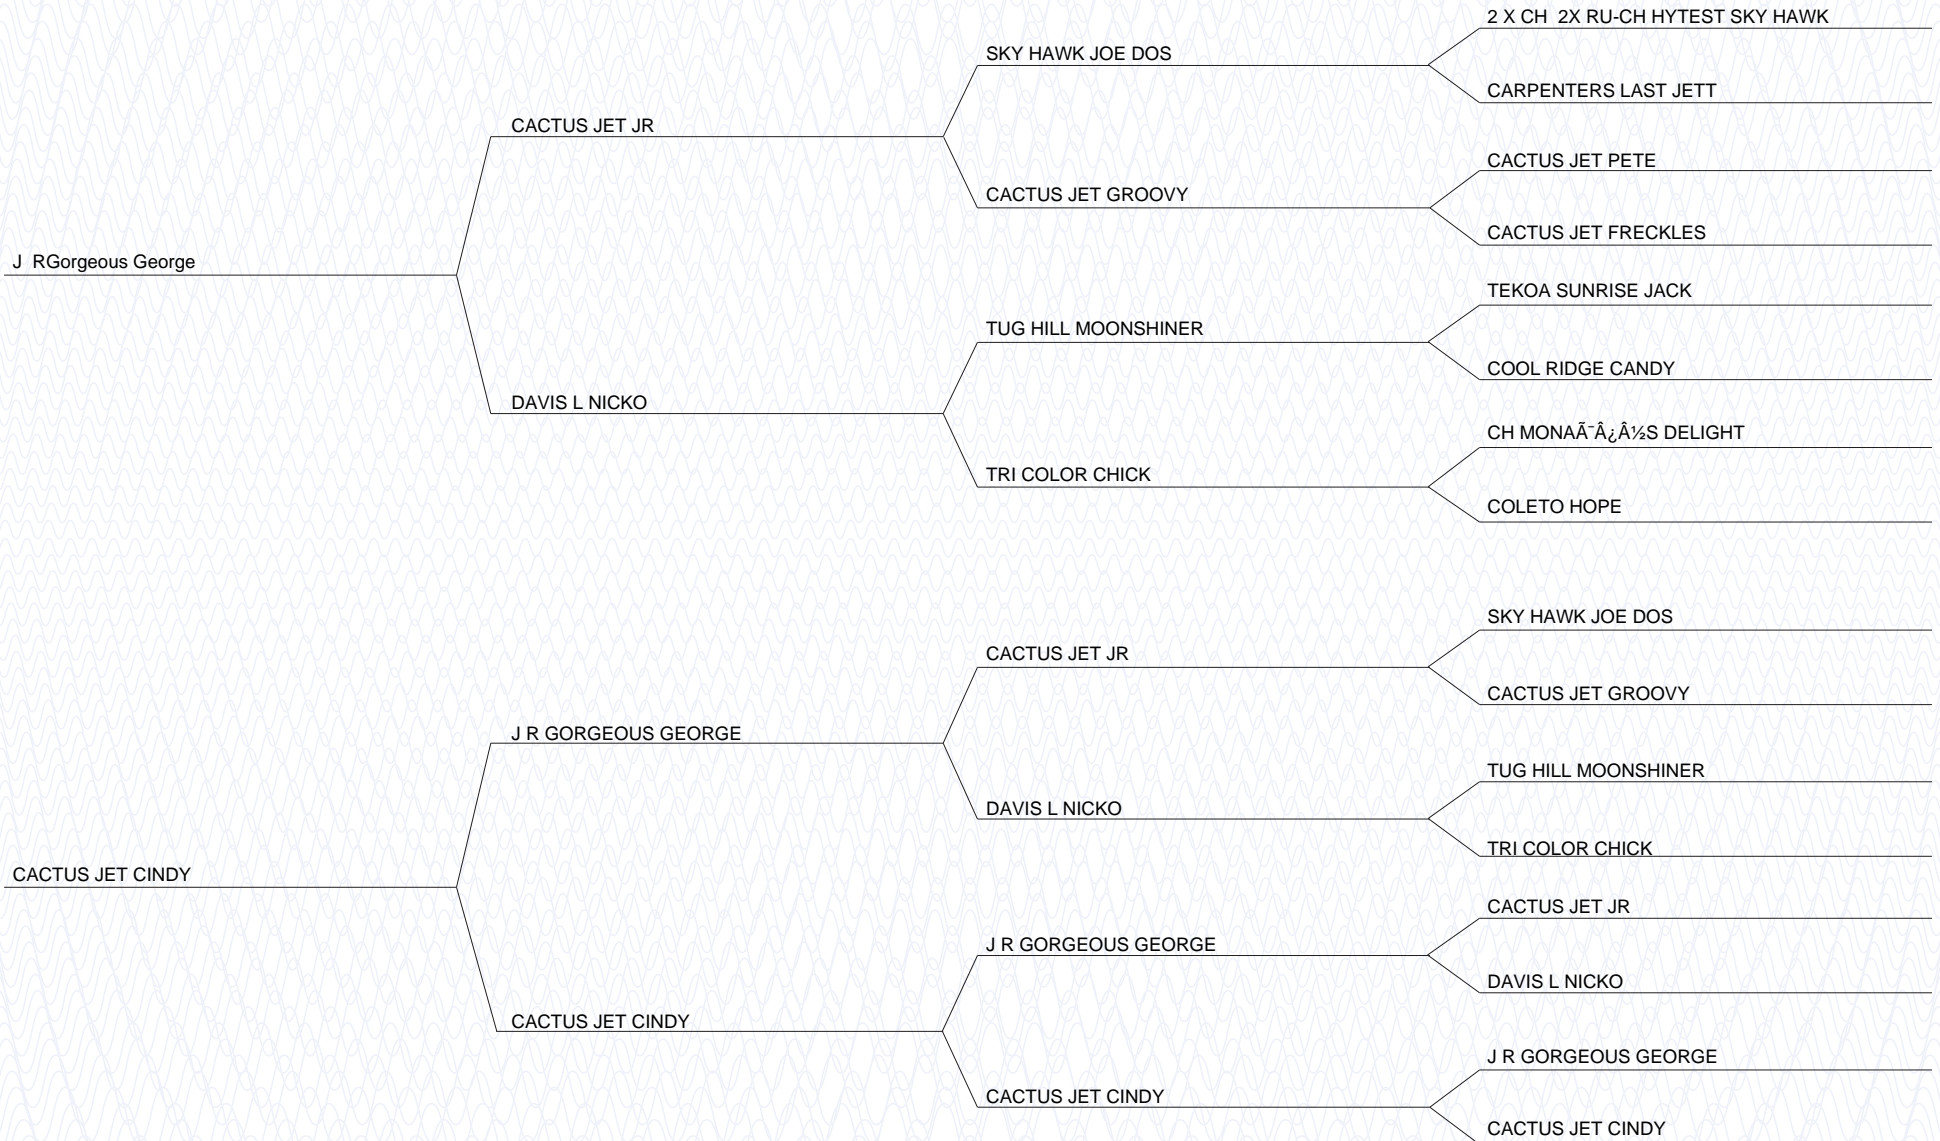 2 X CH  2X RU-CH HYTEST SKY HAWK
SKY HAWK JOE DOS
CARPENTERS LAST JETT
CACTUS JET JR
CACTUS JET PETE
CACTUS JET GROOVY
CACTUS JET FRECKLES
J  RGorgeous George
TEKOA SUNRISE JACK
TUG HILL MOONSHINER
COOL RIDGE CANDY
DAVIS L NICKO
CH MONAÃ¯Â¿Â½S DELIGHT
TRI COLOR CHICK
COLETO HOPE
SKY HAWK JOE DOS
CACTUS JET JR
CACTUS JET GROOVY
J R GORGEOUS GEORGE
TUG HILL MOONSHINER
DAVIS L NICKO
TRI COLOR CHICK
CACTUS JET CINDY
CACTUS JET JR
J R GORGEOUS GEORGE
DAVIS L NICKO
CACTUS JET CINDY
J R GORGEOUS GEORGE
CACTUS JET CINDY
CACTUS JET CINDY